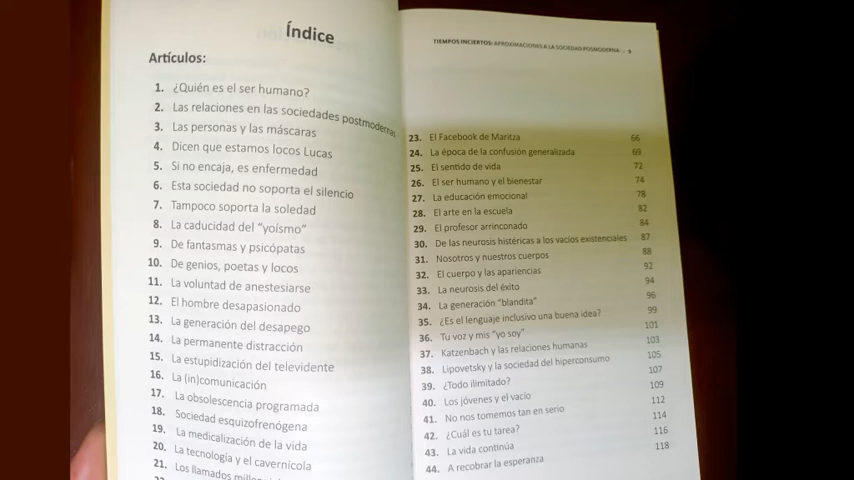 Índice
Artículos:
1. ¿Quién es el ser humano?
2. Las relaciones en las sociedades postmodernas
3. Las personas y las máscaras
4. Dicen que estamos locos Lucas
5. Si no encaja, es enfermedad
6. Esta sociedad no soporta el silencio
7. Tampoco soporta la soledad
8. La caducidad del "yoísmo"
9. De fantasmas y psicópatas
10. De genios, poetas y locos
11. La voluntad de anestesiarse
12. El hombre desapasionado
13. La generación del desapego
14. La permanente distracción
15. La estupidización del televidente
16. La (in)comunicación
17. La obsolescencia programada
18. Sociedad esquizofrenógena
19. La medicalización de la vida
20. La tecnología y el cavernícola
21. Los llamados
TIEMPOS INCIERTOS: APROXIMACIONES A LA SOCIEDAD POSMODERNA
23. El Facebook de Maritza 66
24. La época de la confusión generalizada 69
25. El sentido de vida 72
26. El ser humano y el bienestar 74
27. La educación emocional 78
28. El arte en la escuela 82
29. El profesor arrinconado 84
30. De las neurosis histéricas a los vacíos existenciales 87
31. Nosotros y nuestros cuerpos 88
32. El cuerpo y las apariencias 92
33. La neurosis del éxito 94
34. La generación "blandita" 96
35. ¿Es el lenguaje inclusivo una buena idea? 99
36. Tu voz y mis "yo soy" 101
37. Katzenbach y las relaciones humanas 103
38. Lipovetsky y la sociedad del hiperconsumo 105
39. ¿Todo ilimitado? 107
40. Los jóvenes y el vacío 109
41. No nos tomemos tan en serio 112
42. ¿Cuál es tu tarea? 114
43. La vida continúa 116
44. A recobrar la esperanza 118